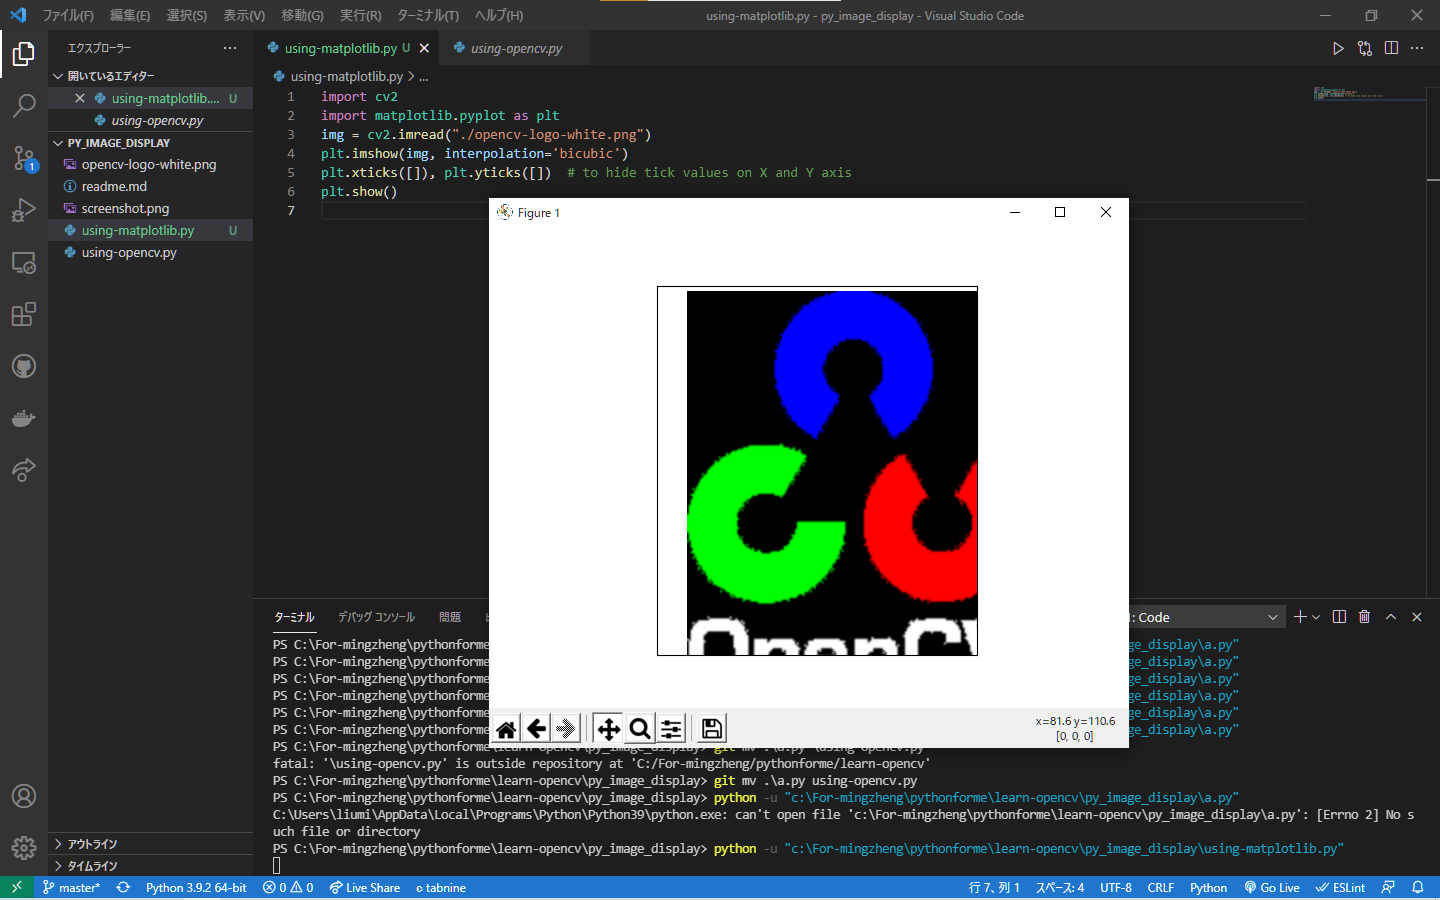 ファイル(F) 編集(E) 選択(S) 表示(V) 移動(G) 実行(R) ターミナル(T) ヘルプ(H) using-matplotlib.py - py_image_display - Visual Studio Code
エクスプローラー
開いているエディター
using-matplotlib.... U
using-opencv.py
PY_IMAGE_DISPLAY
opencv-logo-white.png
readme.md
screenshot.png
using-matplotlib.py U
using-opencv.py
アウトライン
タイムライン
1
using-matplotlib.py U using-opencv.py
using-matplotlib.py > ...
1 import cv2
2 import matplotlib.pyplot as plt
3 img = cv2.imread("./opencv-logo-white.png")
4 plt.imshow(img, interpolation='bicubic')
5 plt.xticks([]), plt.yticks([])  # to hide tick values on X and Y axis
6 plt.show()
7
Figure 1
OpenCV
x=81.6 y=110.6
[0, 0, 0]
ターミナル デバッグ コンソール 問題 : Code
PS C:\For-mingzheng\pythonforme ge_display\a.py"
PS C:\For-mingzheng\pythonforme ge_display\a.py"
PS C:\For-mingzheng\pythonforme ge_display\a.py"
PS C:\For-mingzheng\pythonforme ge_display\a.py"
PS C:\For-mingzheng\pythonforme ge_display\a.py"
PS C:\For-mingzheng\pythonforme ge_display\a.py"
PS C:\For-mingzheng\pythonforme\learn-opencv\py_image_display> git mv .\a.py \using-opencv.py
fatal: '\using-opencv.py' is outside repository at 'C:/For-mingzheng/pythonforme/learn-opencv'
PS C:\For-mingzheng\pythonforme\learn-opencv\py_image_display> git mv .\a.py using-opencv.py
PS C:\For-mingzheng\pythonforme\learn-opencv\py_image_display> python -u "c:\For-mingzheng\pythonforme\learn-opencv\py_image_display\a.py"
C:\Users\liumi\AppData\Local\Programs\Python\Python39\python.exe: can't open file 'c:\For-mingzheng\pythonforme\learn-opencv\py_image_display\a.py': [Errno 2] No s
uch file or directory
PS C:\For-mingzheng\pythonforme\learn-opencv\py_image_display> python -u "c:\For-mingzheng\pythonforme\learn-opencv\py_image_display\using-matplotlib.py"
master* Python 3.9.2 64-bit 0 0 Live Share tabnine 行 7、列 1 スペース: 4 UTF-8 CRLF Python Go Live ESLint